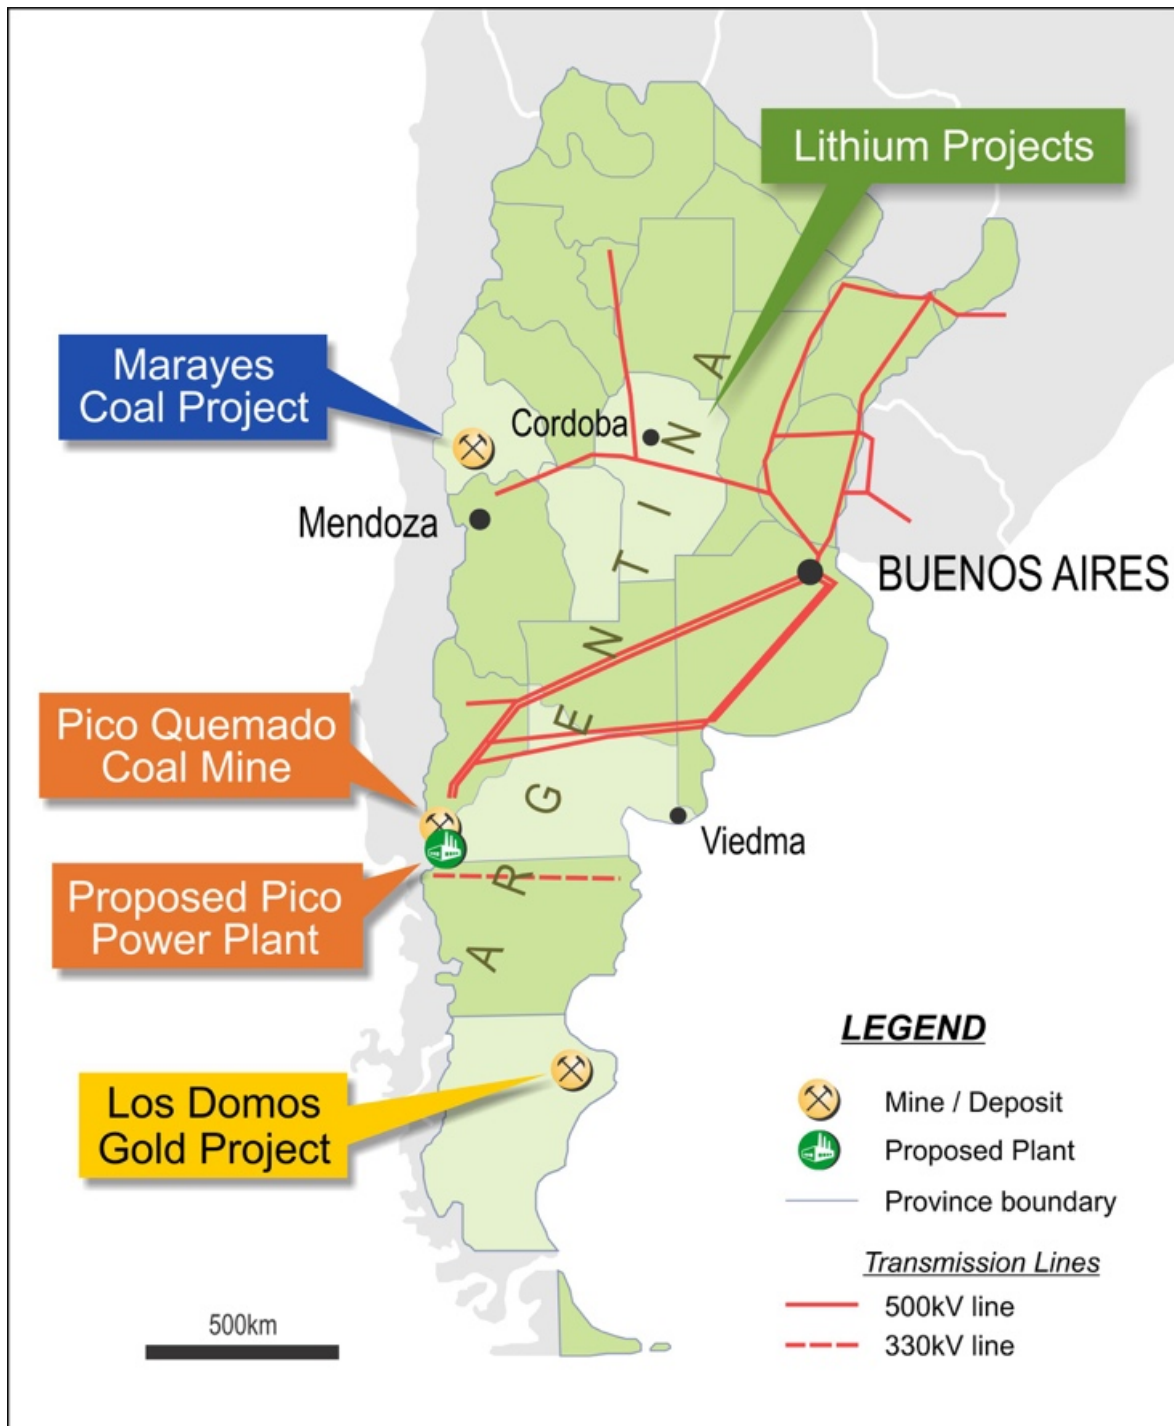 Lithium Projects
Marayes
Coal Project
Cordoba
Mendoza
BUENOS AIRES
ARGENTINA
Pico Quemado
Coal Mine
Viedma
Proposed Pico
Power Plant
Los Domos
Gold Project
LEGEND
Mine / Deposit
Proposed Plant
Province boundary
Transmission Lines
500kV line
330kV line
500km